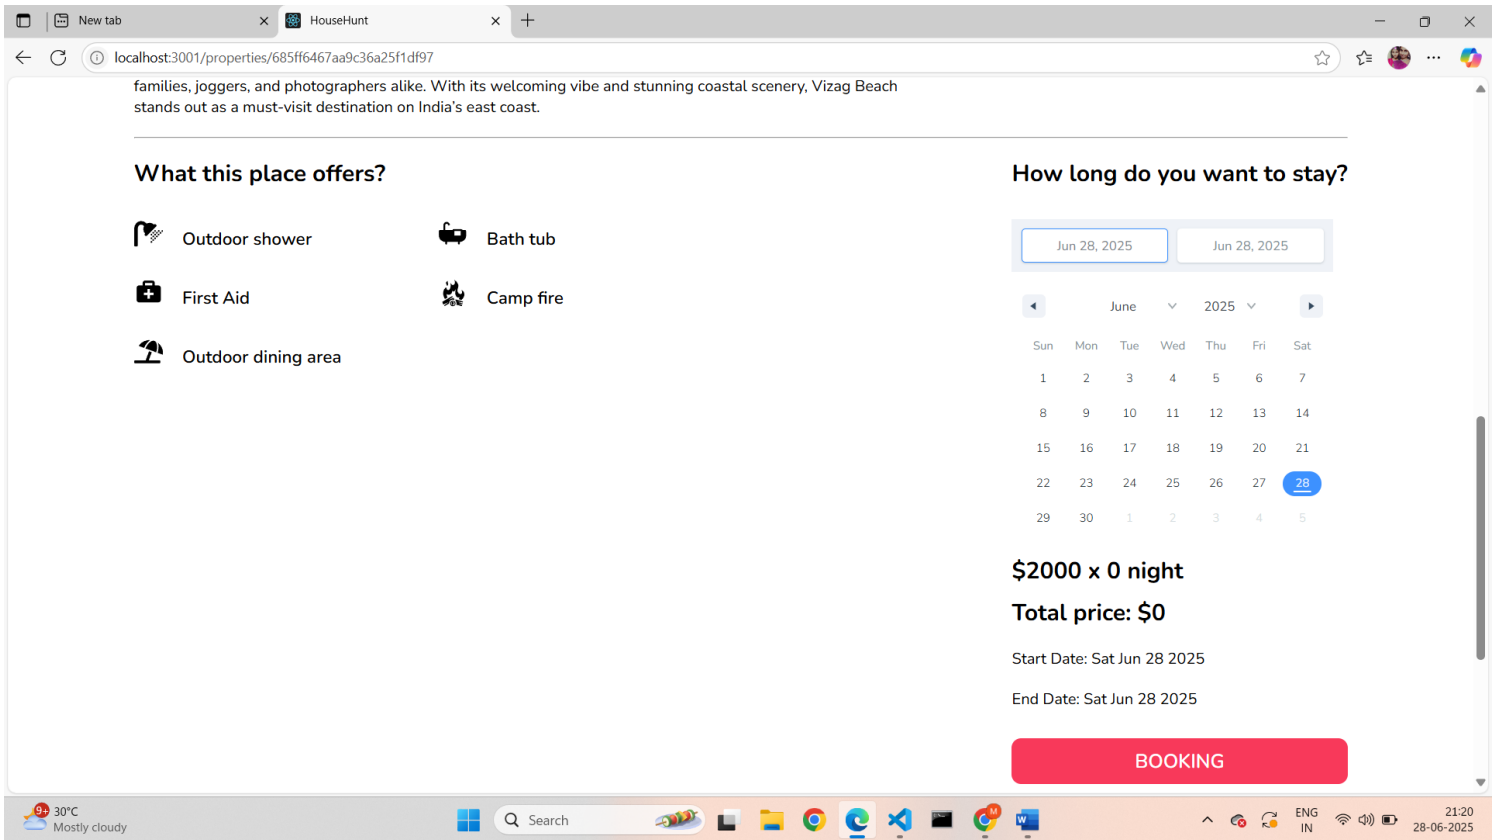 New tab
HouseHunt
localhost:3001/properties/685ff6467aa9c36a25f1df97
families, joggers, and photographers alike. With its welcoming vibe and stunning coastal scenery, Vizag Beach
stands out as a must-visit destination on India's east coast.
What this place offers?
Outdoor shower
Bath tub
First Aid
Camp fire
Outdoor dining area
How long do you want to stay?
Jun 28, 2025 Jun 28, 2025
June 2025
Sun Mon Tue Wed Thu Fri Sat
1 2 3 4 5 6 7
8 9 10 11 12 13 14
15 16 17 18 19 20 21
22 23 24 25 26 27 28
29 30 1 2 3 4 5
$2000 x 0 night
Total price: $0
Start Date: Sat Jun 28 2025
End Date: Sat Jun 28 2025
BOOKING
9+
30°C
Mostly cloudy
Search
M
W
ENG
IN
21:20
28-06-2025